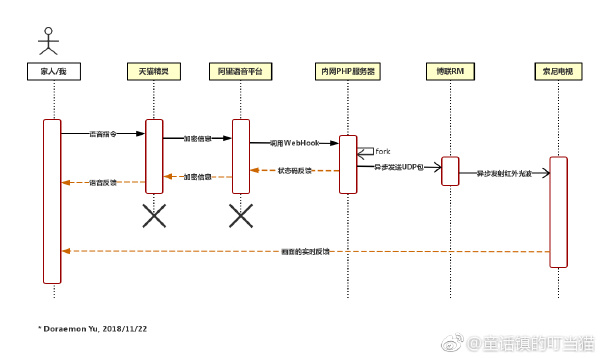 家人/我
天猫精灵
阿里语音平台
内网PHP服务器
博联RMI
索尼电视
语音指令
加密信息
调用WebHook
fork
异步发送UDP包
异步发射红外光波
状态码反馈
加密信息
语音反馈
画面的实时反馈
* Doraemon Yu, 2018/11/22
@童话镇的叮当猫